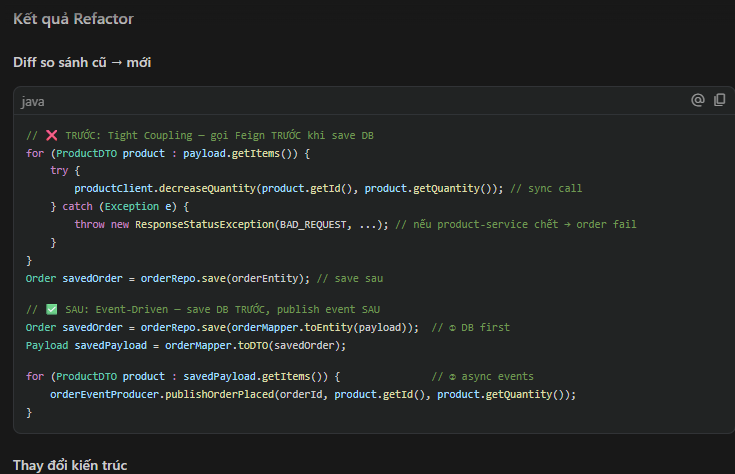 Kết quả Refactor
Diff so sánh cũ → mới
java
// ❌ TRƯỚC: Tight Coupling — gọi Feign TRƯỚC khi save DB
for (ProductDTO product : payload.getItems()) {
    try {
        productClient.decreaseQuantity(product.getId(), product.getQuantity()); // sync call
    } catch (Exception e) {
        throw new ResponseStatusException(BAD_REQUEST, ...); // nếu product-service chết → order fail
    }
}
Order savedOrder = orderRepo.save(orderEntity); // save sau
// ✅ SAU: Event-Driven — save DB TRƯỚC, publish event SAU
Order savedOrder = orderRepo.save(orderMapper.toEntity(payload));  // ① DB first
Payload savedPayload = orderMapper.toDTO(savedOrder);
for (ProductDTO product : savedPayload.getItems()) {              // ② async events
    orderEventProducer.publishOrderPlaced(orderId, product.getId(), product.getQuantity());
}
Thay đổi kiến trúc